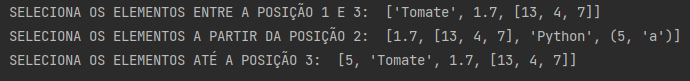 SELECIONA OS ELEMENTOS ENTRE A POSIÇÃO 1 E 3:  ['Tomate', 1.7, [13, 4, 7]]
SELECIONA OS ELEMENTOS A PARTIR DA POSIÇÃO 2:  [1.7, [13, 4, 7], 'Python', (5, 'a')]
SELECIONA OS ELEMENTOS ATÉ A POSIÇÃO 3:  [5, 'Tomate', 1.7, [13, 4, 7]]